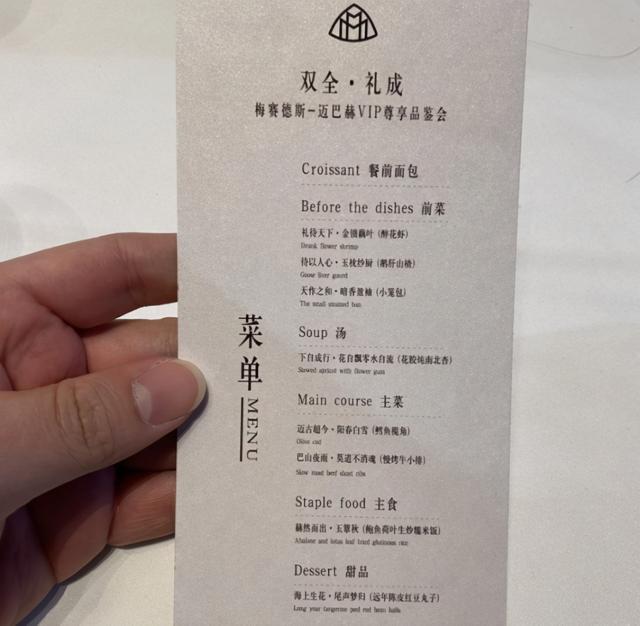 双全·礼成
梅赛德斯-迈巴赫VIP尊享品鉴会
Croissant 餐前面包
Before the dishes 前菜
礼待天下·金镶藕叶(醉花虾)
Drunk flower shrimp
待以人心·玉枕纱厨(鹅肝山楂)
Goose liver gourd
天作之和·暗香盈袖(小笼包)
The small steamed bun
Soup 汤
下自成行·花自飘零水自流(花胶炖南北杏)
Stewed apricot with flower gum
Main course 主菜
迈古超今·阳春白雪(鳕鱼榄角)
Olive cod
巴山夜雨·莫道不消魂(慢烤牛小排)
Slow roast beef short ribs
Staple food 主食
赫然而出·玉簟秋(鲍鱼荷叶生炒糯米饭)
Abalone and lotus leaf fried glutinous rice
Dessert 甜品
海上生花·尾声梦归(远年陈皮红豆丸子)
Long year tangerine peel red bean balls
菜单
MENU